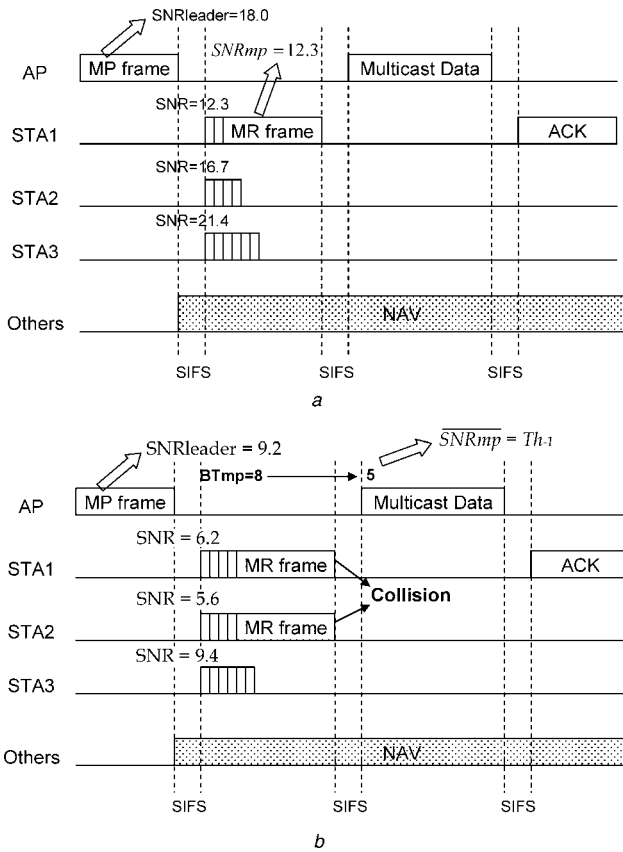 SNRleader=18.0
SNRmp = 12.3
AP
MP frame
Multicast Data
SNR=12.3
STA1
MR frame
ACK
SNR=16.7
STA2
SNR=21.4
STA3
Others
NAV
SIFS
SIFS
SIFS
a
SNRleader = 9.2
SNRmp = Th-1
BTmp=8
5
AP
MP frame
Multicast Data
SNR = 6.2
STA1
MR frame
ACK
Collision
SNR = 5.6
STA2
MR frame
SNR = 9.4
STA3
Others
NAV
SIFS
SIFS
SIFS
b